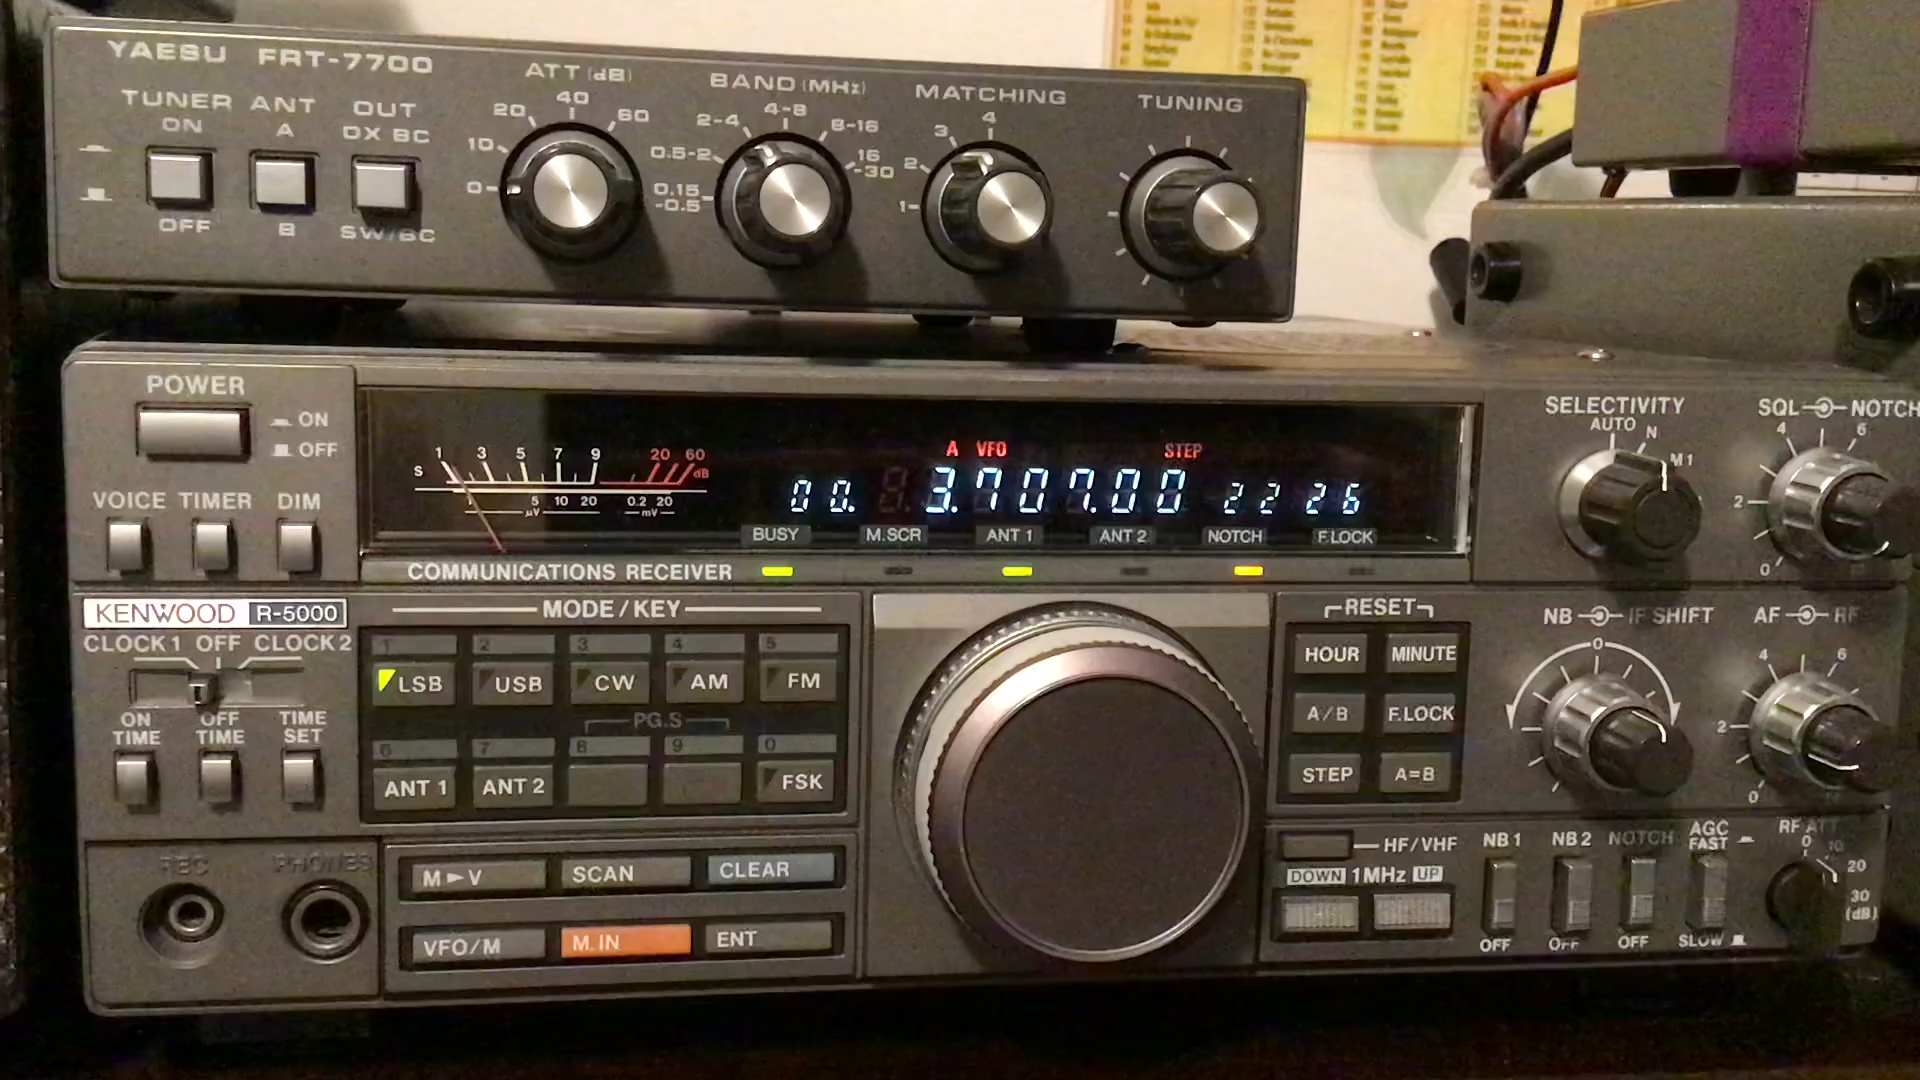 YAESU FRT-7700
TUNER ANT OUT
ON A DX BC
OFF B SW/BC
ATT (dB)
0 10 20 40 60
BAND (MHz)
0.15-0.5 0.5-2 2-4 4-8 8-16 16-30
MATCHING
1 2 3 4
TUNING
POWER
ON
OFF
VOICE TIMER DIM
S 1 3 5 7 9 20 60 dB
1 5 10 20 0.2 20
μV mV
A VFO STEP
00. 3.707.00 22 26
BUSY M.SCR ANT 1 ANT 2 NOTCH F.LOCK
COMMUNICATIONS RECEIVER
SELECTIVITY
AUTO N M1
SQL NOTCH
0 2 4 6
KENWOOD R-5000
CLOCK 1 OFF CLOCK 2
ON TIME OFF TIME TIME SET
REC PHONES
MODE/KEY
1 2 3 4 5
LSB USB CW AM FM
PG.S
6 7 8 9 0
ANT 1 ANT 2 FSK
M►V SCAN CLEAR
VFO/M M.IN ENT
RESET
HOUR MINUTE
A/B F.LOCK
STEP A=B
HF/VHF
DOWN 1MHz UP
NB IF SHIFT
0
AF RF
0 2 4 6
NB 1 NB 2 NOTCH AGC FAST
OFF OFF OFF SLOW
RF ATT
0 10 20 30 (dB)